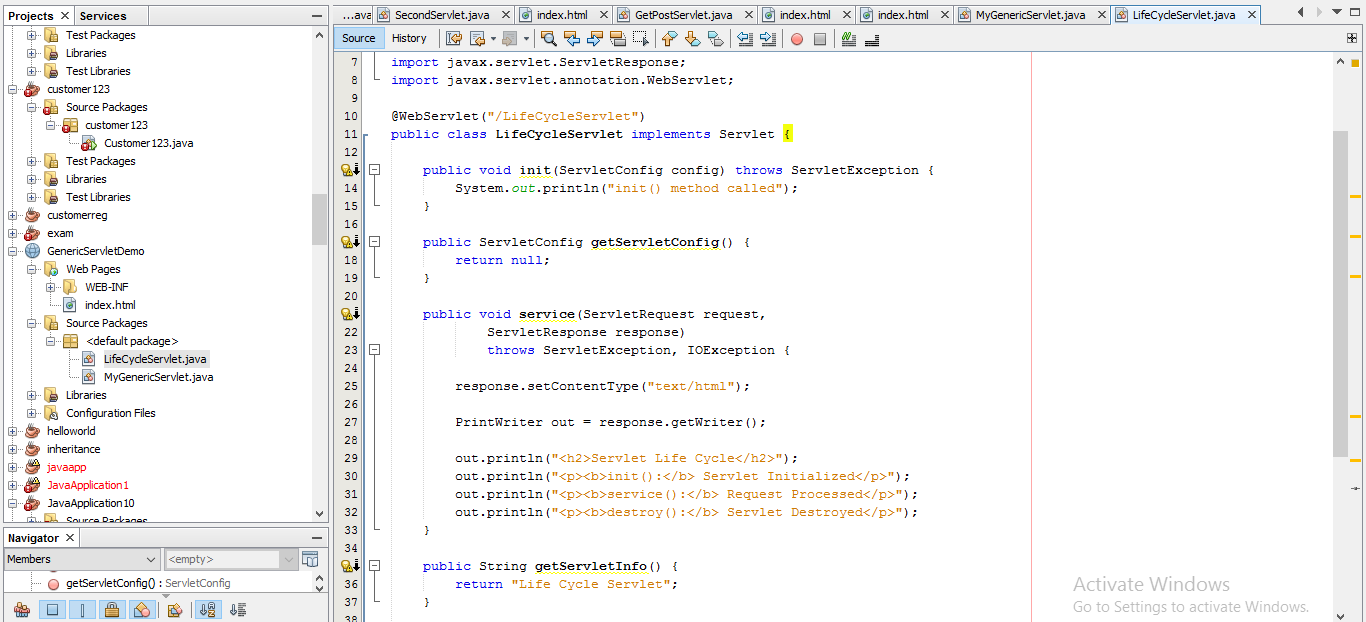 Projects Services
Test Packages
Libraries
Test Libraries
customer123
Source Packages
customer123
Customer123.java
Test Packages
Libraries
Test Libraries
customerreg
exam
GenericServletDemo
Web Pages
WEB-INF
index.html
Source Packages
<default package>
LifeCycleServlet.java
MyGenericServlet.java
Libraries
Configuration Files
helloworld
inheritance
javaapp
JavaApplication1
JavaApplication10
Source Packages
Navigator
Members <empty>
getServletConfig() : ServletConfig
...ava SecondServlet.java index.html GetPostServlet.java index.html index.html MyGenericServlet.java LifeCycleServlet.java
Source History
7 import javax.servlet.ServletResponse;
8 import javax.servlet.annotation.WebServlet;
9
10 @WebServlet("/LifeCycleServlet")
11 public class LifeCycleServlet implements Servlet {
12
public void init(ServletConfig config) throws ServletException {
14 System.out.println("init() method called");
15 }
16
public ServletConfig getServletConfig() {
18 return null;
19 }
20
public void service(ServletRequest request,
22 ServletResponse response)
23 throws ServletException, IOException {
24
25 response.setContentType("text/html");
26
27 PrintWriter out = response.getWriter();
28
29 out.println("<h2>Servlet Life Cycle</h2>");
30 out.println("<p><b>init():</b> Servlet Initialized</p>");
31 out.println("<p><b>service():</b> Request Processed</p>");
32 out.println("<p><b>destroy():</b> Servlet Destroyed</p>");
33 }
34
public String getServletInfo() {
36 return "Life Cycle Servlet";
37 }
38
Activate Windows
Go to Settings to activate Windows.